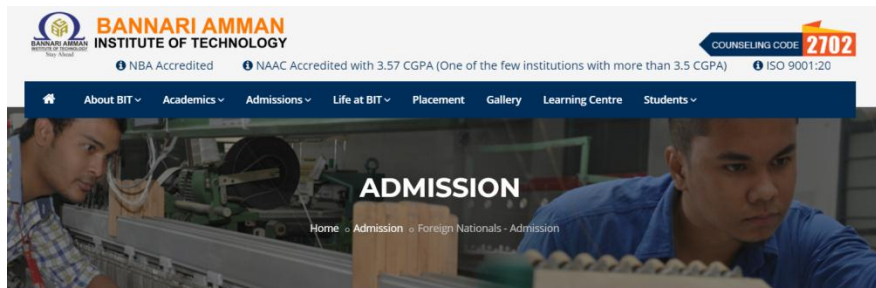 BANNARI AMMAN
INSTITUTE OF TECHNOLOGY
BANNARI AMMAN
INSTITUTE OF TECHNOLOGY
Stay Ahead
COUNSELING CODE 2702
NBA Accredited NAAC Accredited with 3.57 CGPA (One of the few institutions with more than 3.5 CGPA) ISO 9001:20
About BIT Academics Admissions Life at BIT Placement Gallery Learning Centre Students
ADMISSION
Home Admission Foreign Nationals - Admission